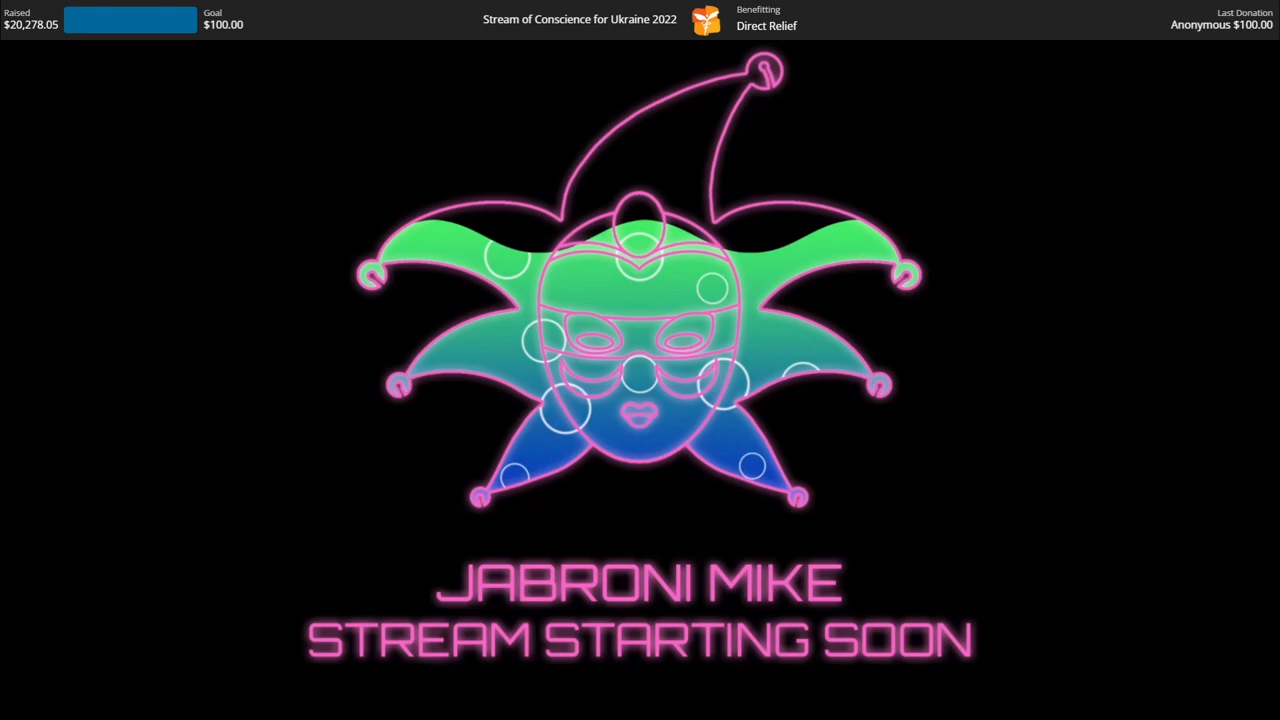 Raised
$20,278.05
Goal
$100.00
Stream of Conscience for Ukraine 2022
Benefitting
Direct Relief
Last Donation
Anonymous $100.00
JABRONI MIKE
STREAM STARTING SOON